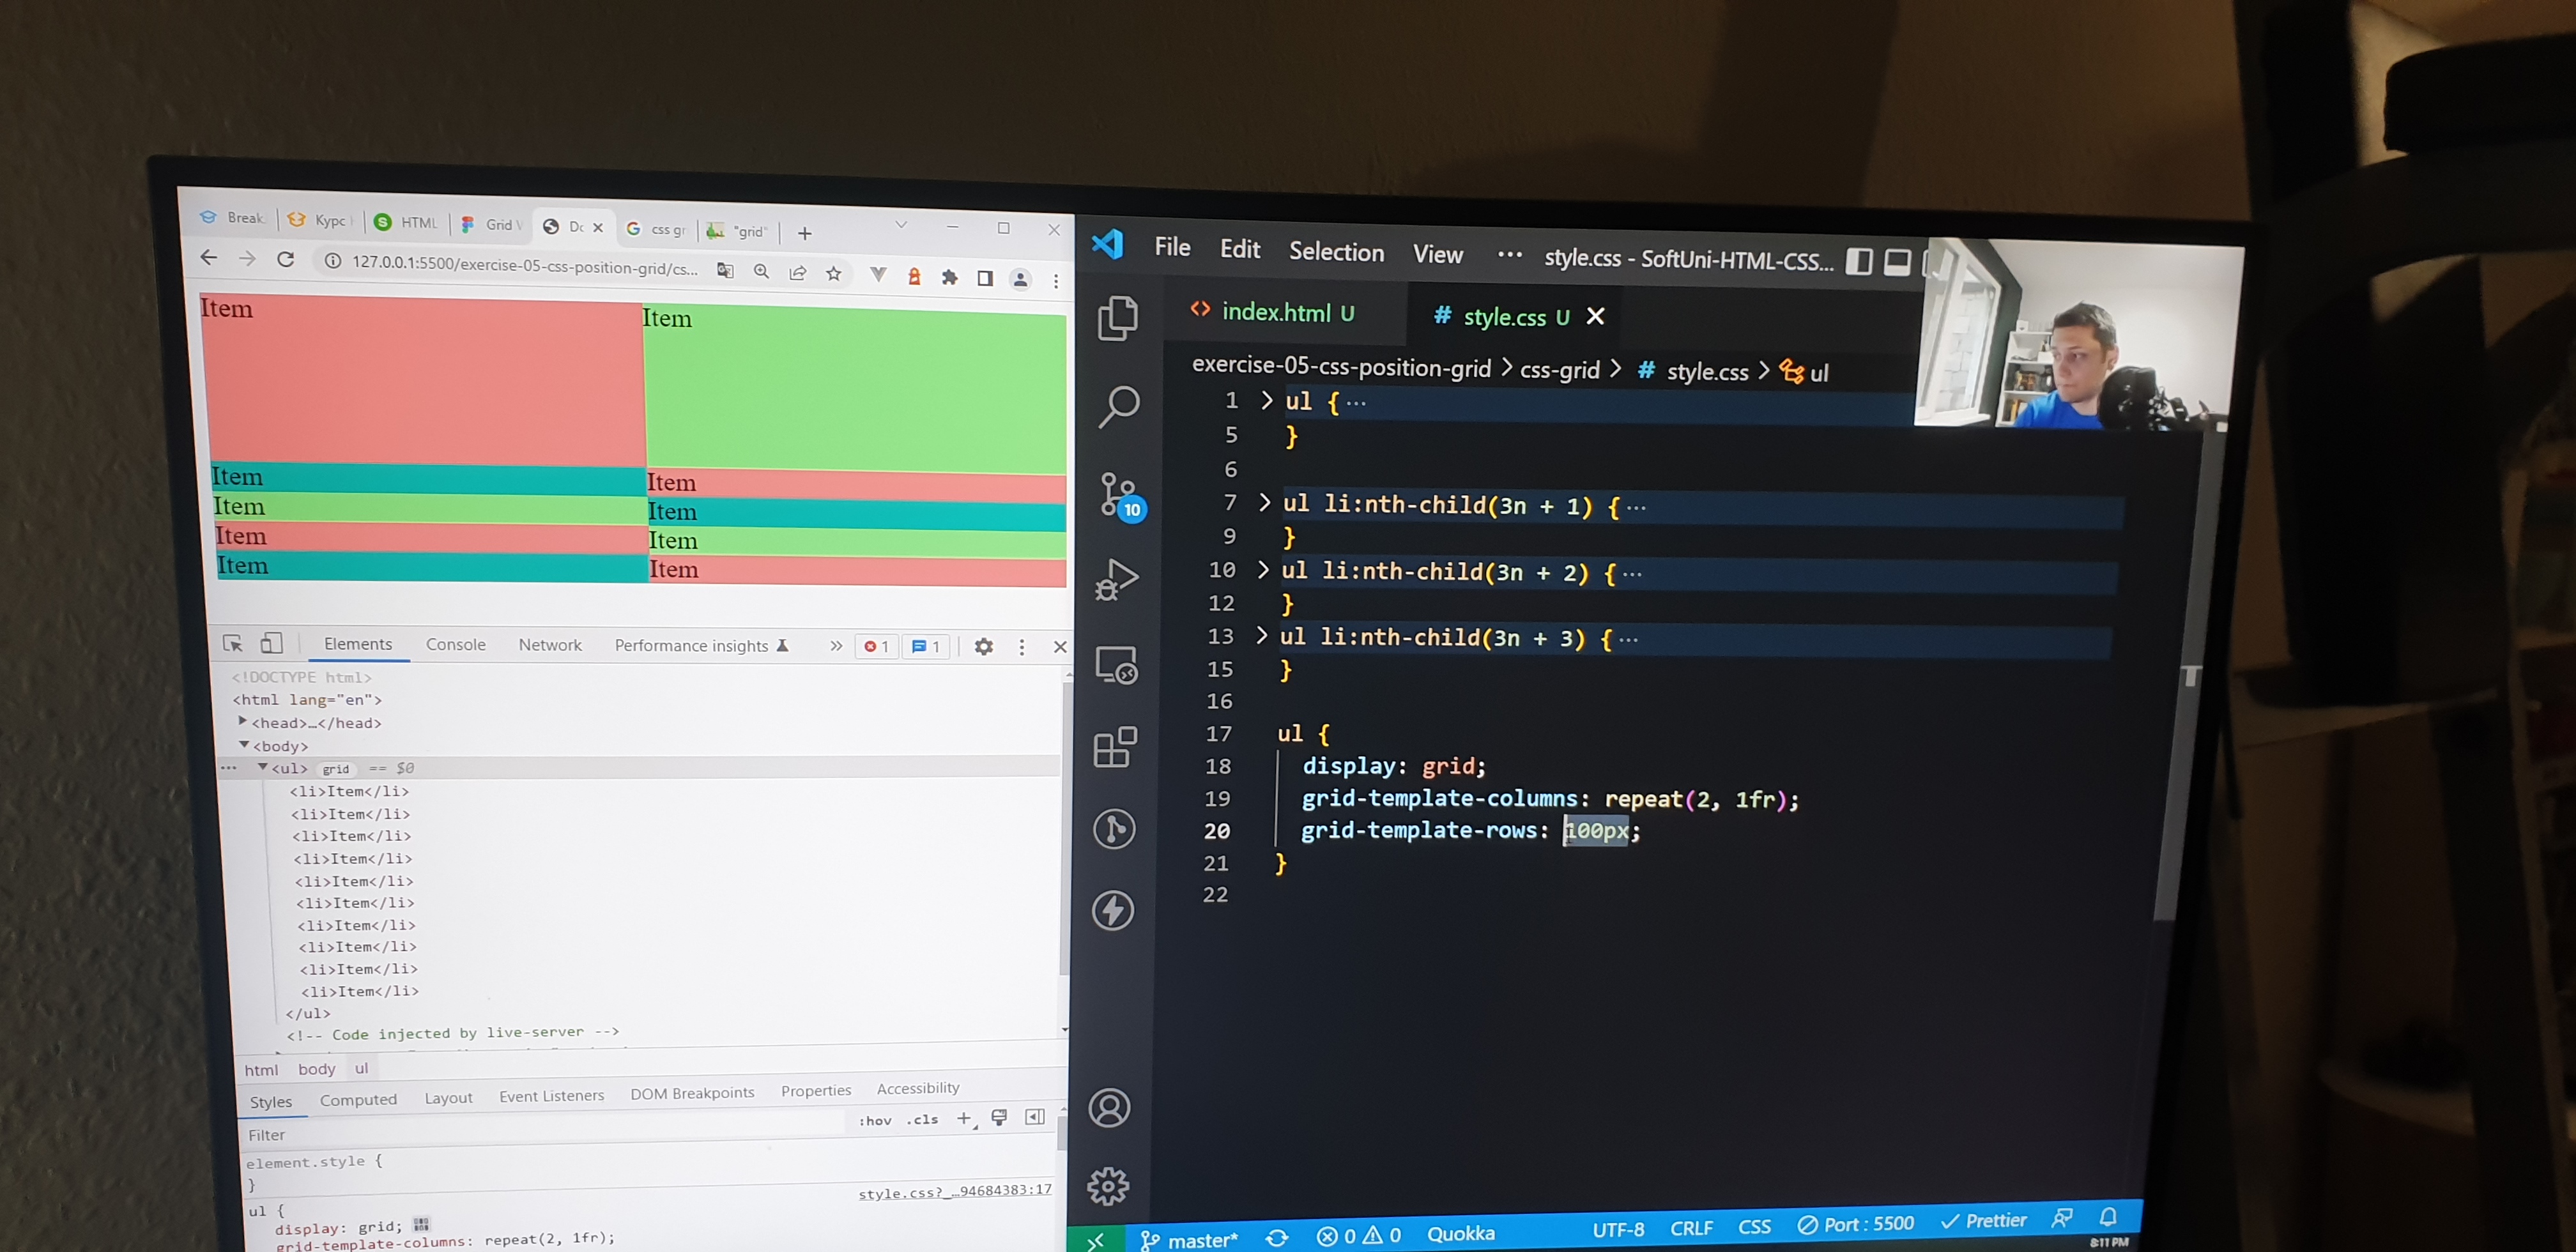 Break
Курс
HTML
Grid V
Dc
css gr
"grid"
127.0.0.1:5500/exercise-05-css-position-grid/cs...
Item
Item
Item
Item
Item
Item
Item
Item
Item
Item
Elements
Console
Network
Performance insights
1
1
<!DOCTYPE html>
<html lang="en">
<head>…</head>
<body>
<ul> grid == $0
<li>Item</li>
<li>Item</li>
<li>Item</li>
<li>Item</li>
<li>Item</li>
<li>Item</li>
<li>Item</li>
<li>Item</li>
<li>Item</li>
<li>Item</li>
</ul>
<!-- Code injected by live-server -->
html body ul
Styles Computed Layout Event Listeners DOM Breakpoints Properties Accessibility
Filter :hov .cls
element.style {
}
style.css?_…94684383:17
ul {
display: grid;
grid-template-columns: repeat(2, 1fr);
File Edit Selection View ··· style.css - SoftUni-HTML-CSS...
index.html U
# style.css U
exercise-05-css-position-grid > css-grid > # style.css > ul
1 ul {···
5 }
6
7 ul li:nth-child(3n + 1) {···
9 }
10 ul li:nth-child(3n + 2) {···
12 }
13 ul li:nth-child(3n + 3) {···
15 }
16
17 ul {
18 display: grid;
19 grid-template-columns: repeat(2, 1fr);
20 grid-template-rows: 100px;
21 }
22
10
master* 0 0 Quokka UTF-8 CRLF CSS Port : 5500 Prettier
8:11 PM